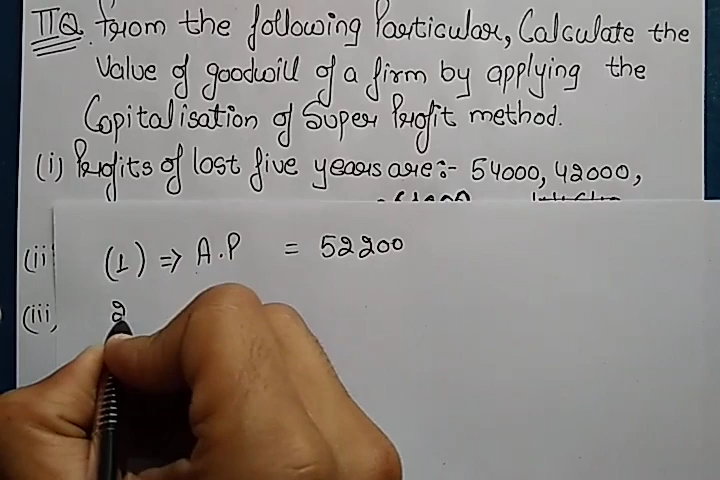 IIQ. From the following Particular, Calculate the
Value of goodwill of a firm by applying the
Capitalisation of Super Profit method.
(i) Profits of last five years are:- 54000, 42000,
(ii
(1) ⇒ A.P = 52200
(iii)
2